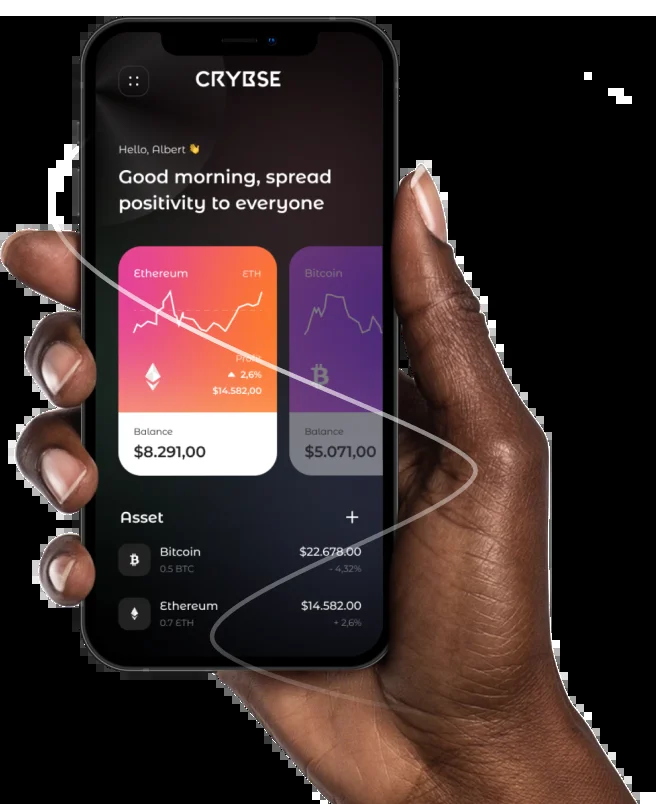 CRYBSE
Hello, Albert 👋
Good morning, spread
positivity to everyone
Ethereum ETH
Profit
2,6%
$14.582,00
Balance
$8.291,00
Bitcoin
Balance
$5.071,00
Asset +
Bitcoin $22.678.00
0.5 BTC - 4,32%
Ethereum $14.582.00
0.7 ETH + 2,6%